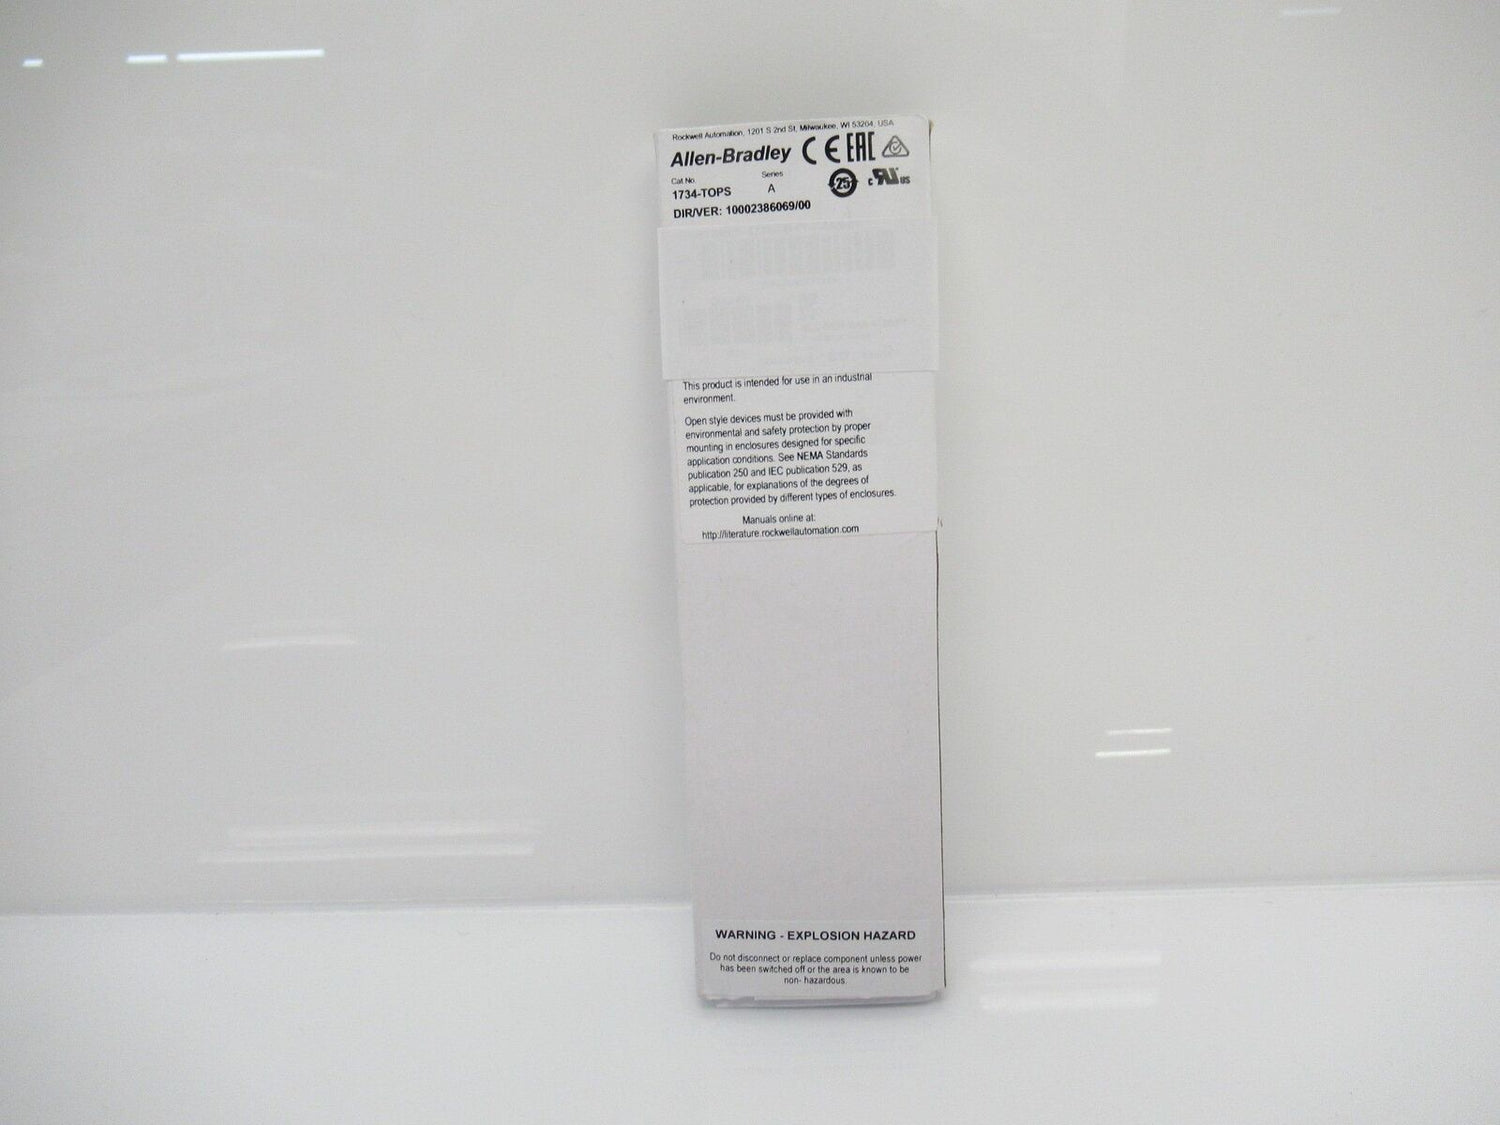 Rockwell Automation, 1201 S 2nd St, Milwaukee, WI 53204, USA
Allen-Bradley CE EAC
Cat No. Series
1734-TOPS A 25 c RU us
DIR/VER: 10002386069/00
This product is intended for use in an industrial
environment.
Open style devices must be provided with
environmental and safety protection by proper
mounting in enclosures designed for specific
application conditions. See NEMA Standards
publication 250 and IEC publication 529, as
applicable, for explanations of the degrees of
protection provided by different types of enclosures.
Manuals online at:
http://literature.rockwellautomation.com
WARNING - EXPLOSION HAZARD
Do not disconnect or replace component unless power
has been switched off or the area is known to be
non- hazardous.